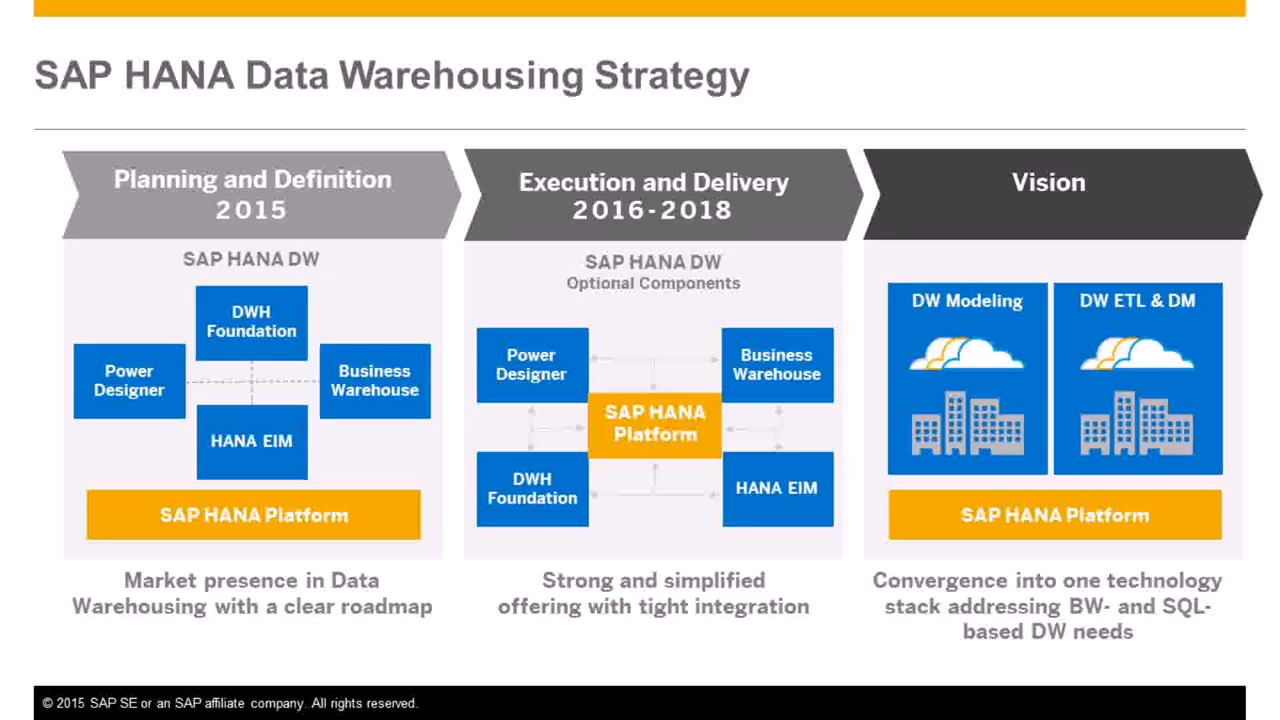 SAP HANA Data Warehousing Strategy
Planning and Definition
2015
SAP HANA DW
DWH
Foundation
Power
Designer
Business
Warehouse
HANA EIM
SAP HANA Platform
Market presence in Data
Warehousing with a clear roadmap
Execution and Delivery
2016-2018
SAP HANA DW
Optional Components
Power
Designer
Business
Warehouse
SAP HANA
Platform
DWH
Foundation
HANA EIM
Strong and simplified
offering with tight integration
Vision
DW Modeling
DW ETL & DM
SAP HANA Platform
Convergence into one technology
stack addressing BW- and SQL-
based DW needs
© 2015 SAP SE or an SAP affiliate company. All rights reserved.